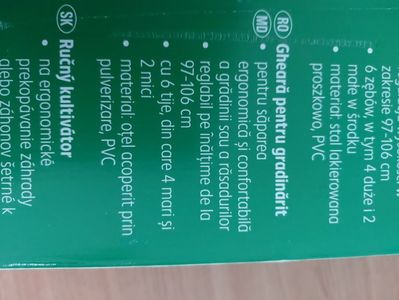 zakresie 97-106 cm
• 6 zębów, w tym 4 duże i 2
małe w środku
• materiał: stal lakierowana
proszkowo, PVC
RO MD Gheară pentru grădinărit
• pentru săparea
ergonomică și confortabilă
a grădinii sau a răsadurilor
• reglabil pe înălțime de la
97-106 cm
• cu 6 tije, din care 4 mari și
2 mici
• material: oțel acoperit prin
pulverizare, PVC
SK Ručný kultivátor
• na ergonomické
prekopávanie záhrady
alebo záhonov šetrné k